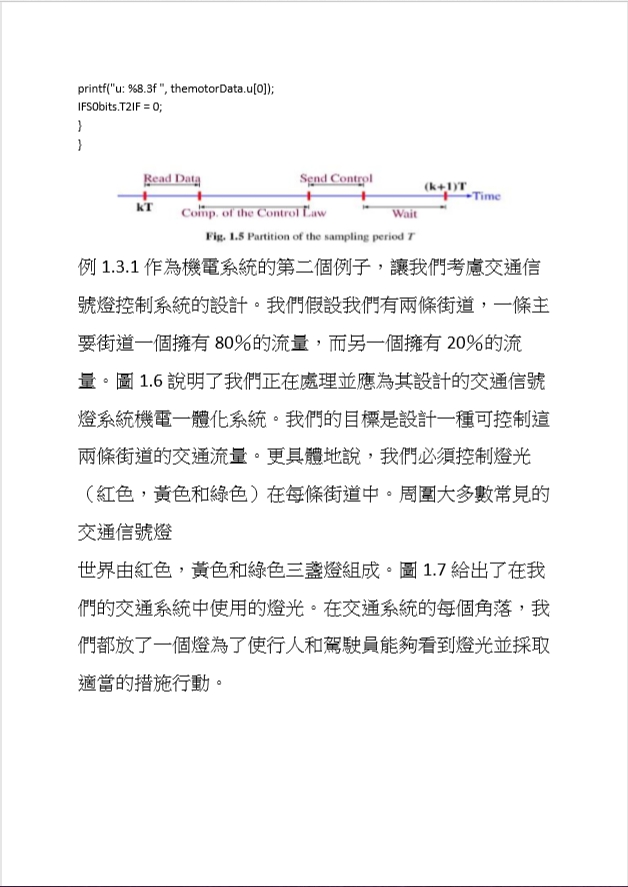 printf("u: %8.3f ", themotorData.u[0]);
IFS0bits.T2IF = 0;
}
}
Read Data
Send Control
(k+1)T
Time
kT
Comp. of the Control Law
Wait
Fig. 1.5 Partition of the sampling period T
例 1.3.1 作為機電系統的第二個例子，讓我們考慮交通信
號燈控制系統的設計。我們假設我們有兩條街道，一條主
要街道一個擁有 80％的流量，而另一個擁有 20％的流
量。圖 1.6 說明了我們正在處理並應為其設計的交通信號
燈系統機電一體化系統。我們的目標是設計一種可控制這
兩條街道的交通流量。更具體地說，我們必須控制燈光
（紅色，黃色和綠色）在每條街道中。周圍大多數常見的
交通信號燈
世界由紅色，黃色和綠色三盞燈組成。圖 1.7 給出了在我
們的交通系統中使用的燈光。在交通系統的每個角落，我
們都放了一個燈為了使行人和駕駛員能夠看到燈光並採取
適當的措施行動。